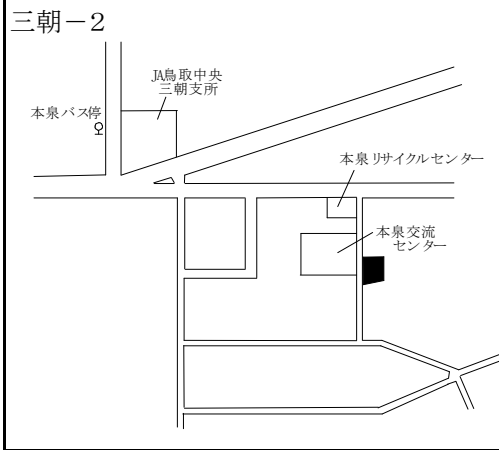 三朝－2
JA鳥取中央
三朝支所
本泉バス停
本泉リサイクルセンター
本泉交流
センター